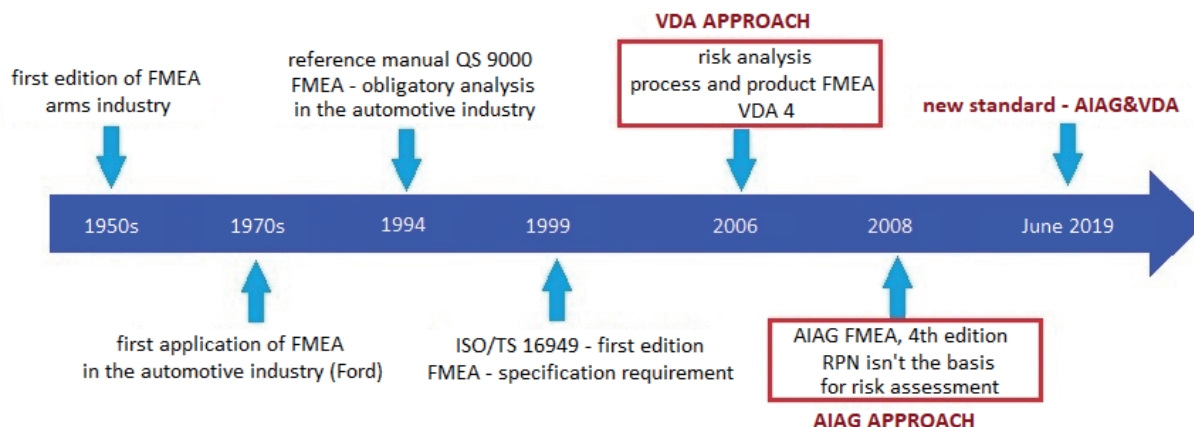 VDA APPROACH
first edition of FMEA
arms industry
reference manual QS 9000
FMEA - obligatory analysis
in the automotive industry
risk analysis
process and product FMEA
VDA 4
new standard - AIAG&VDA
1950s
1970s
1994
1999
2006
2008
June 2019
first application of FMEA
in the automotive industry (Ford)
ISO/TS 16949 - first edition
FMEA - specification requirement
AIAG FMEA, 4th edition
RPN isn't the basis
for risk assessment
AIAG APPROACH